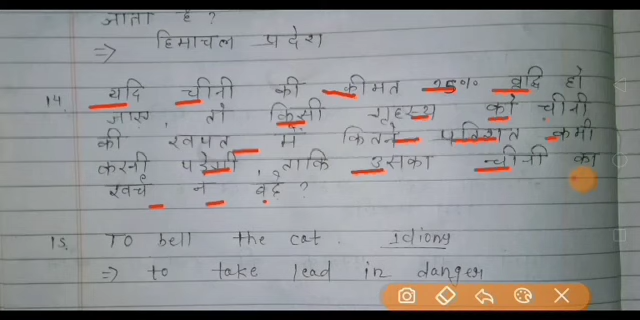 जाता है ?
⇒ हिमाचल प्रदेश
14. यदि चीनी की कीमत 25% वृद्धि हो
जाए, तो किसी गृहस्थ को चीनी
की खपत में कितने प्रतिशत कमी
करनी पड़ेगी, ताकि उसका चीनी का
खर्च न बढ़े ?
15. TO bell the cat. Idioms
⇒ to take lead in danger